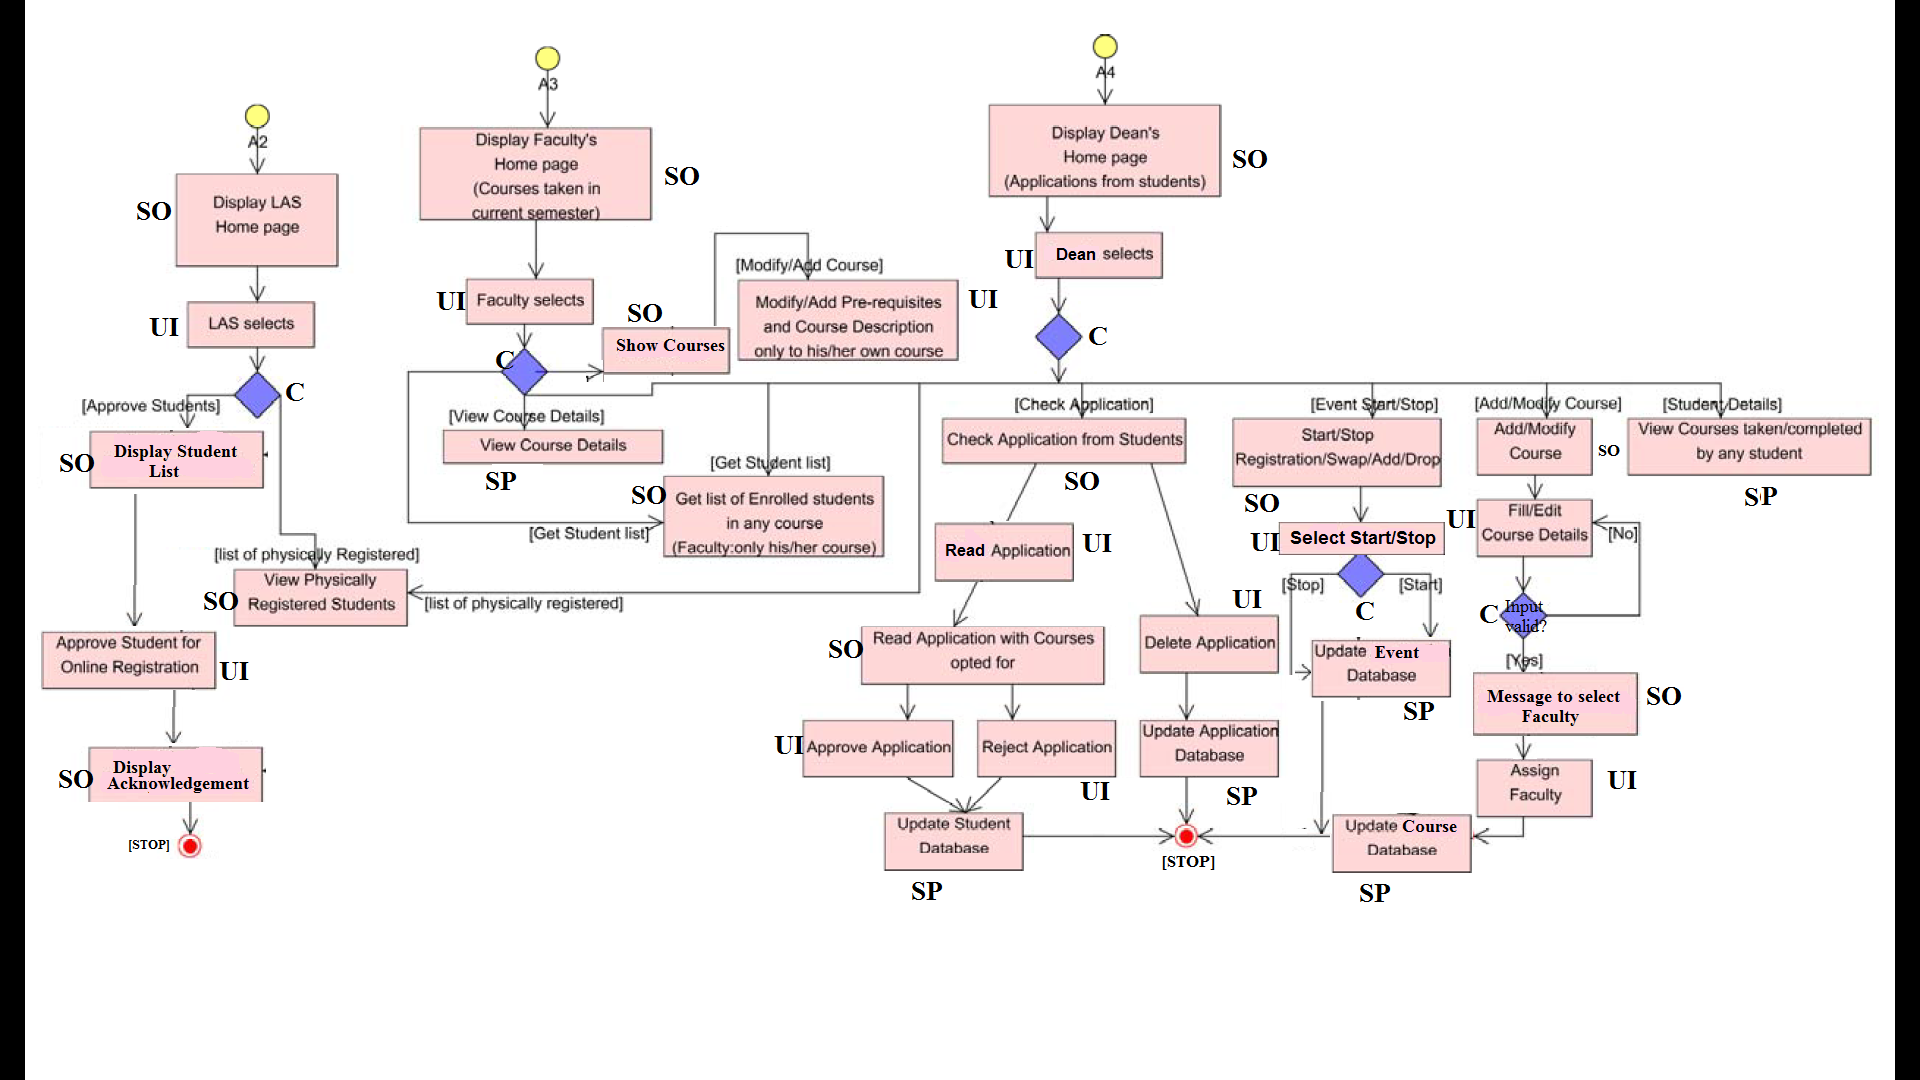 A2
Display LAS
Home page
SO
LAS selects
UI
C
[Approve Students]
Display Student
List
SO
[list of physically Registered]
View Physically
Registered Students
SO
[list of physically registered]
Approve Student for
Online Registration
UI
Display
Acknowledgement
SO
[STOP]
A3
Display Faculty's
Home page
(Courses taken in
current semester)
SO
Faculty selects
UI
C
SO
Show Courses
[Modify/Add Course]
Modify/Add Pre-requisites
and Course Description
only to his/her own course
UI
[View Course Details]
View Course Details
SP
[Get Student list]
SO
Get list of Enrolled students
in any course
(Faculty:only his/her course)
[Get Student list]
A4
Display Dean's
Home page
(Applications from students)
SO
UI
Dean selects
C
[Check Application]
Check Application from Students
SO
Read Application
UI
SO
Read Application with Courses
opted for
UI
Approve Application
Reject Application
UI
Update Student
Database
SP
UI
Delete Application
Update Application
Database
SP
[STOP]
[Event Start/Stop]
Start/Stop
Registration/Swap/Add/Drop
SO
UI
Select Start/Stop
[Stop]
[Start]
C
Update Event
Database
SP
[Add/Modify Course]
Add/Modify
Course
SO
UI
Fill/Edit
Course Details
[No]
C
Input
valid?
[Yes]
Message to select
Faculty
SO
Assign
Faculty
UI
Update Course
Database
SP
[Student Details]
View Courses taken/completed
by any student
SP